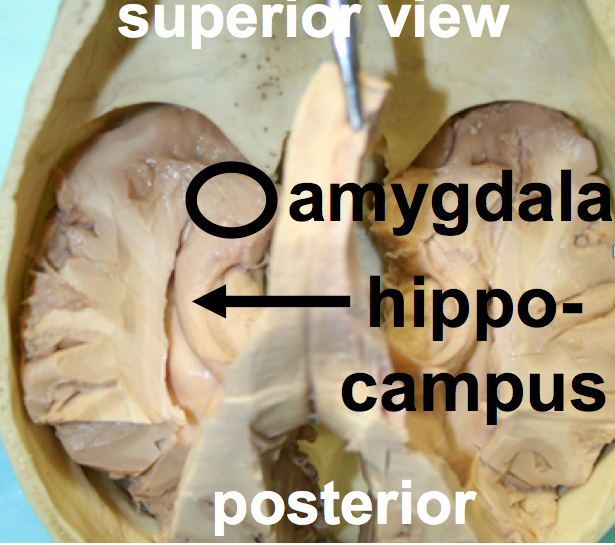 superior view
amygdala
hippo-
campus
posterior